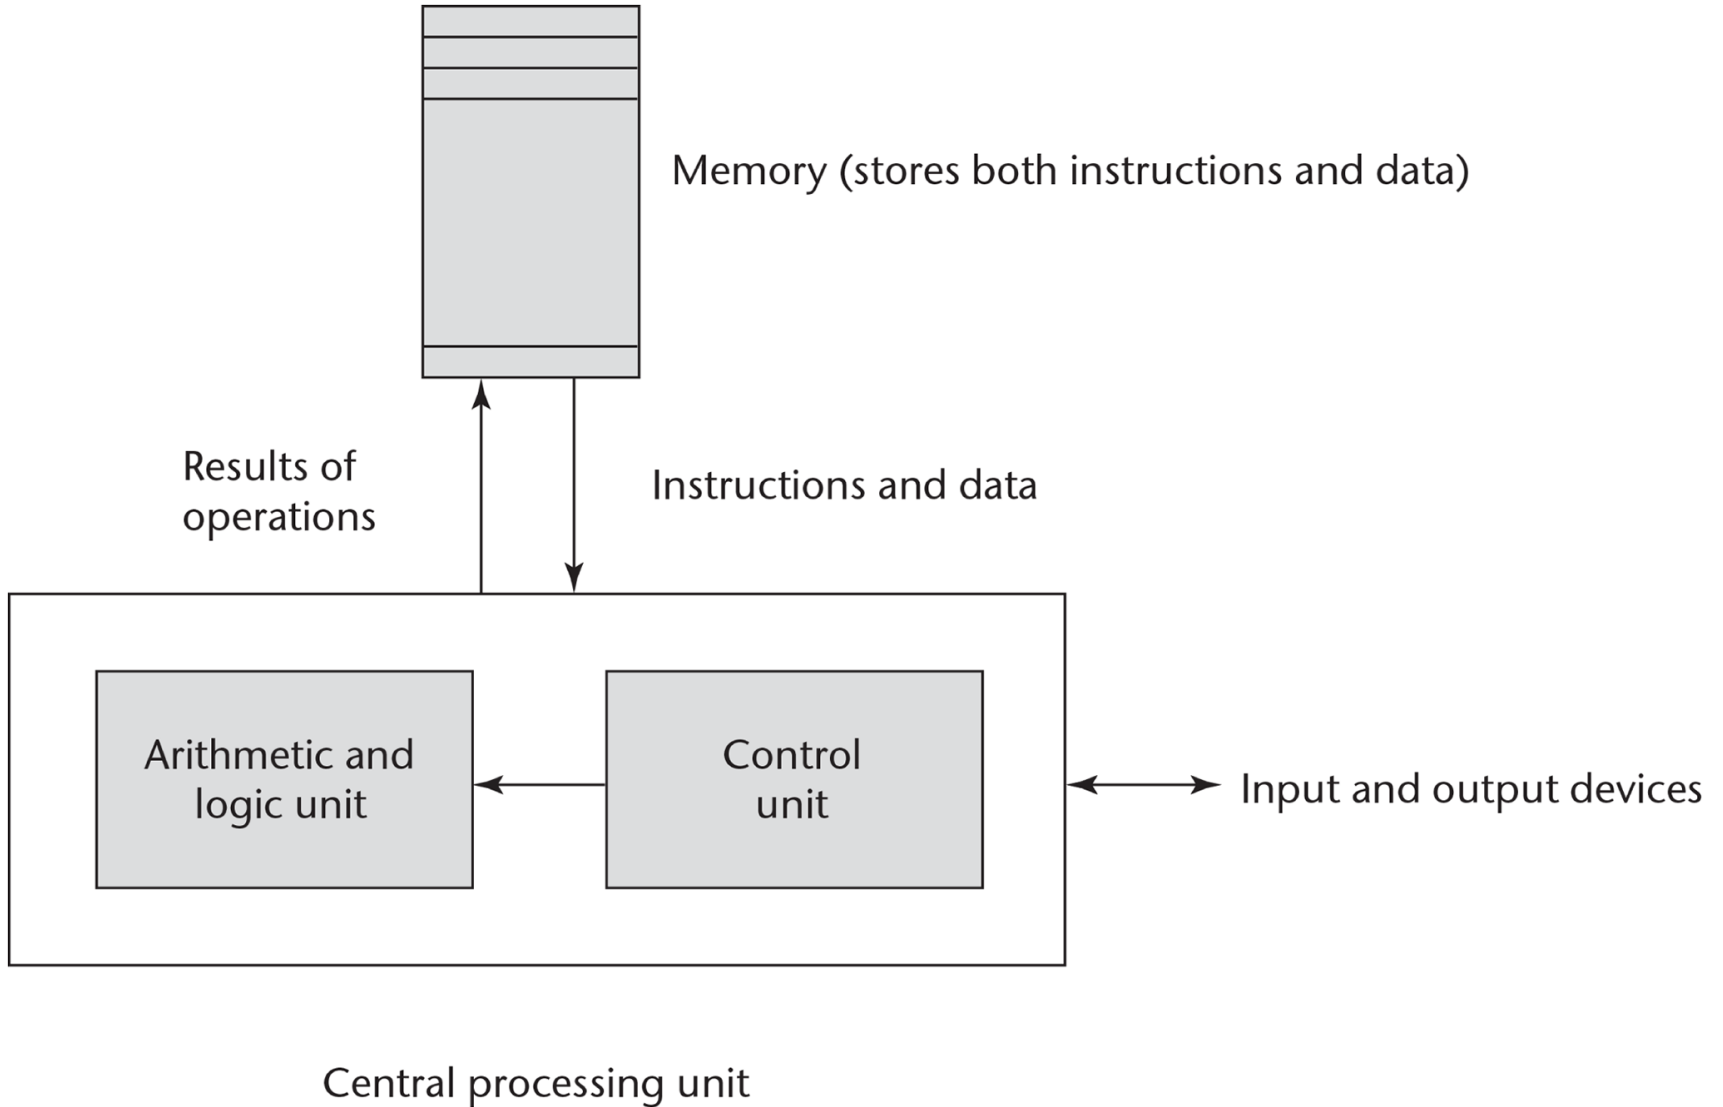 Memory (stores both instructions and data)
Results of
operations
Instructions and data
Arithmetic and
logic unit
Control
unit
Input and output devices
Central processing unit